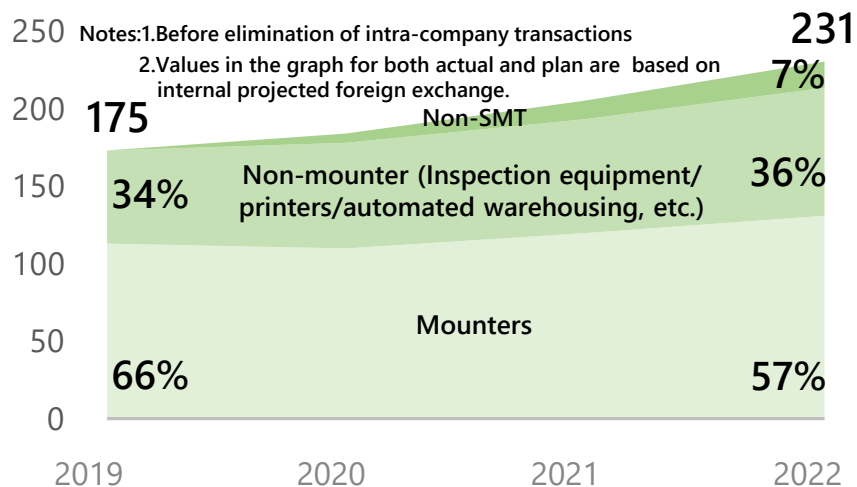 250
Notes:1.Before elimination of intra-company transactions
231
2.Values in the graph for both actual and plan are based on
7%
internal projected foreign exchange.
200
175
Non-SMT
150
34%
Non-mounter (Inspection equipment/
36%
printers/automated warehousing, etc.)
100
50
Mounters
66%
57%
0
2019
2020
2021
2022